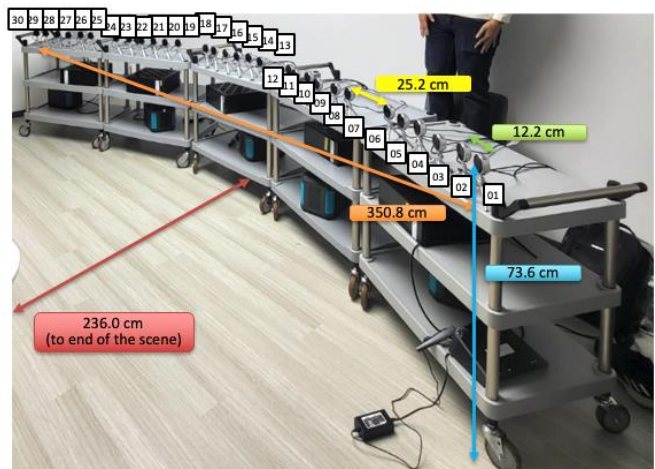 30 29 28 27 26 25 24 23 22 21 20 19 18 17 16 15 14 13
12 11 10 09 08 07 06 05 04 03 02 01
25.2 cm
12.2 cm
350.8 cm
73.6 cm
236.0 cm
(to end of the scene)